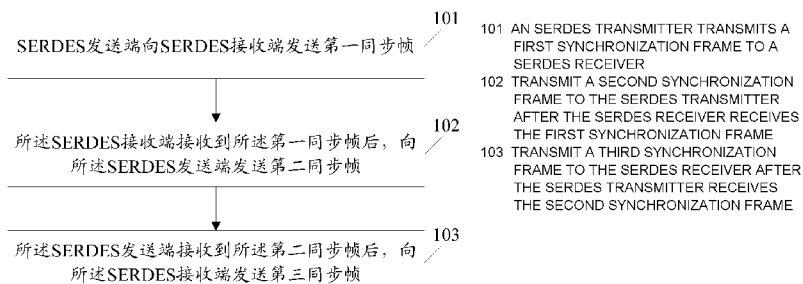 101
SERDES发送端向SERDES接收端发送第一同步帧
102
所述SERDES接收端接收到所述第一同步帧后，向
所述SERDES发送端发送第二同步帧
103
所述SERDES发送端接收到所述第二同步帧后，向
所述SERDES接收端发送第三同步帧
101 AN SERDES TRANSMITTER TRANSMITS A
FIRST SYNCHRONIZATION FRAME TO A
SERDES RECEIVER
102 TRANSMIT A SECOND SYNCHRONIZATION
FRAME TO THE SERDES TRANSMITTER
AFTER THE SERDES RECEIVER RECEIVES
THE FIRST SYNCHRONIZATION FRAME
103 TRANSMIT A THIRD SYNCHRONIZATION
FRAME TO THE SERDES RECEIVER AFTER
THE SERDES TRANSMITTER RECEIVES
THE SECOND SYNCHRONIZATION FRAME